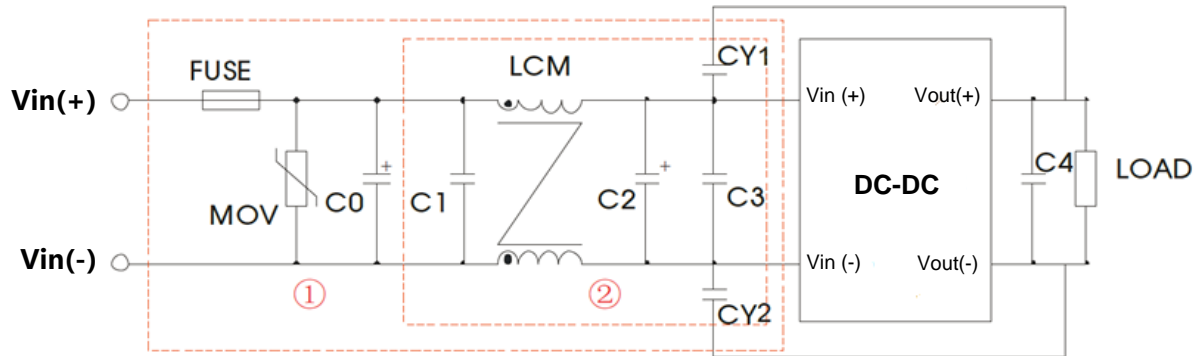 FUSE
LCM
CY1
Vin(+)
Vin (+)
Vout(+)
MOV
C0
+
C1
C2
+
C3
DC-DC
C4
LOAD
Vin(-)
Vin (-)
Vout(-)
①
②
CY2